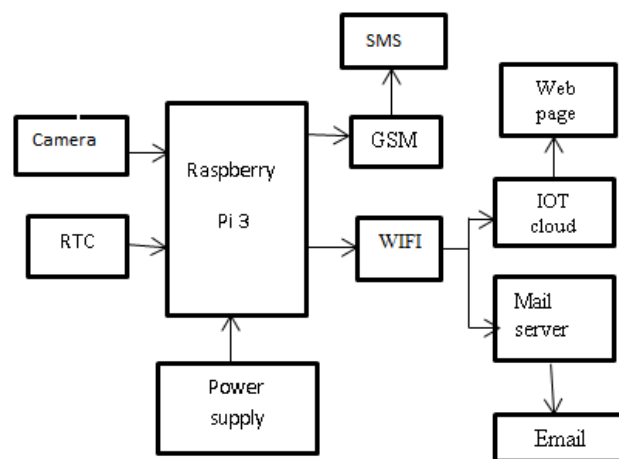 SMS
Web
page
Camera
GSM
Raspberry
Pi 3
IOT
cloud
RTC
WIFI
Mail
server
Power
supply
Email